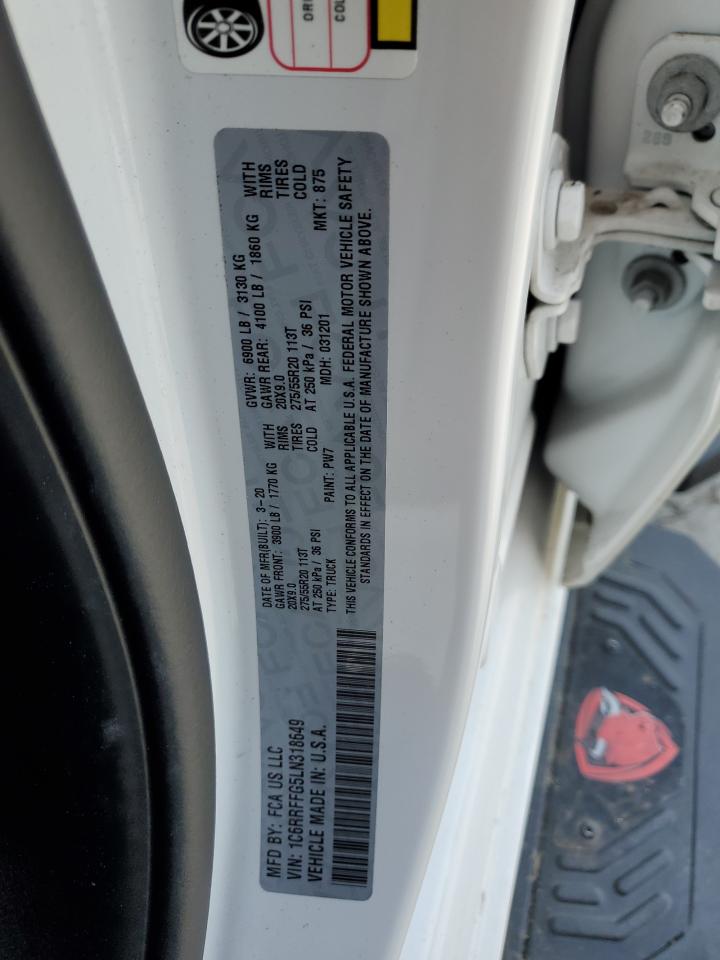 DRI
COL
MFD BY: FCA US LLC
VIN: 1C6RRFFG5LN318649
VEHICLE MADE IN: U.S.A.
DATE OF MFR(BUILT): 3-20
GAWR FRONT: 3900 LB / 1770 KG WITH
20X9.0 RIMS
275/55R20 113T TIRES
AT 250 kPa / 36 PSI COLD
TYPE: TRUCK PAINT: PW7
GVWR: 6900 LB / 3130 KG
GAWR REAR: 4100 LB / 1860 KG WITH
20X9.0 RIMS
275/55R20 113T TIRES
AT 250 kPa / 36 PSI COLD
MDH: 031201 MKT: 875
THIS VEHICLE CONFORMS TO ALL APPLICABLE U.S.A. FEDERAL MOTOR VEHICLE SAFETY
STANDARDS IN EFFECT ON THE DATE OF MANUFACTURE SHOWN ABOVE.